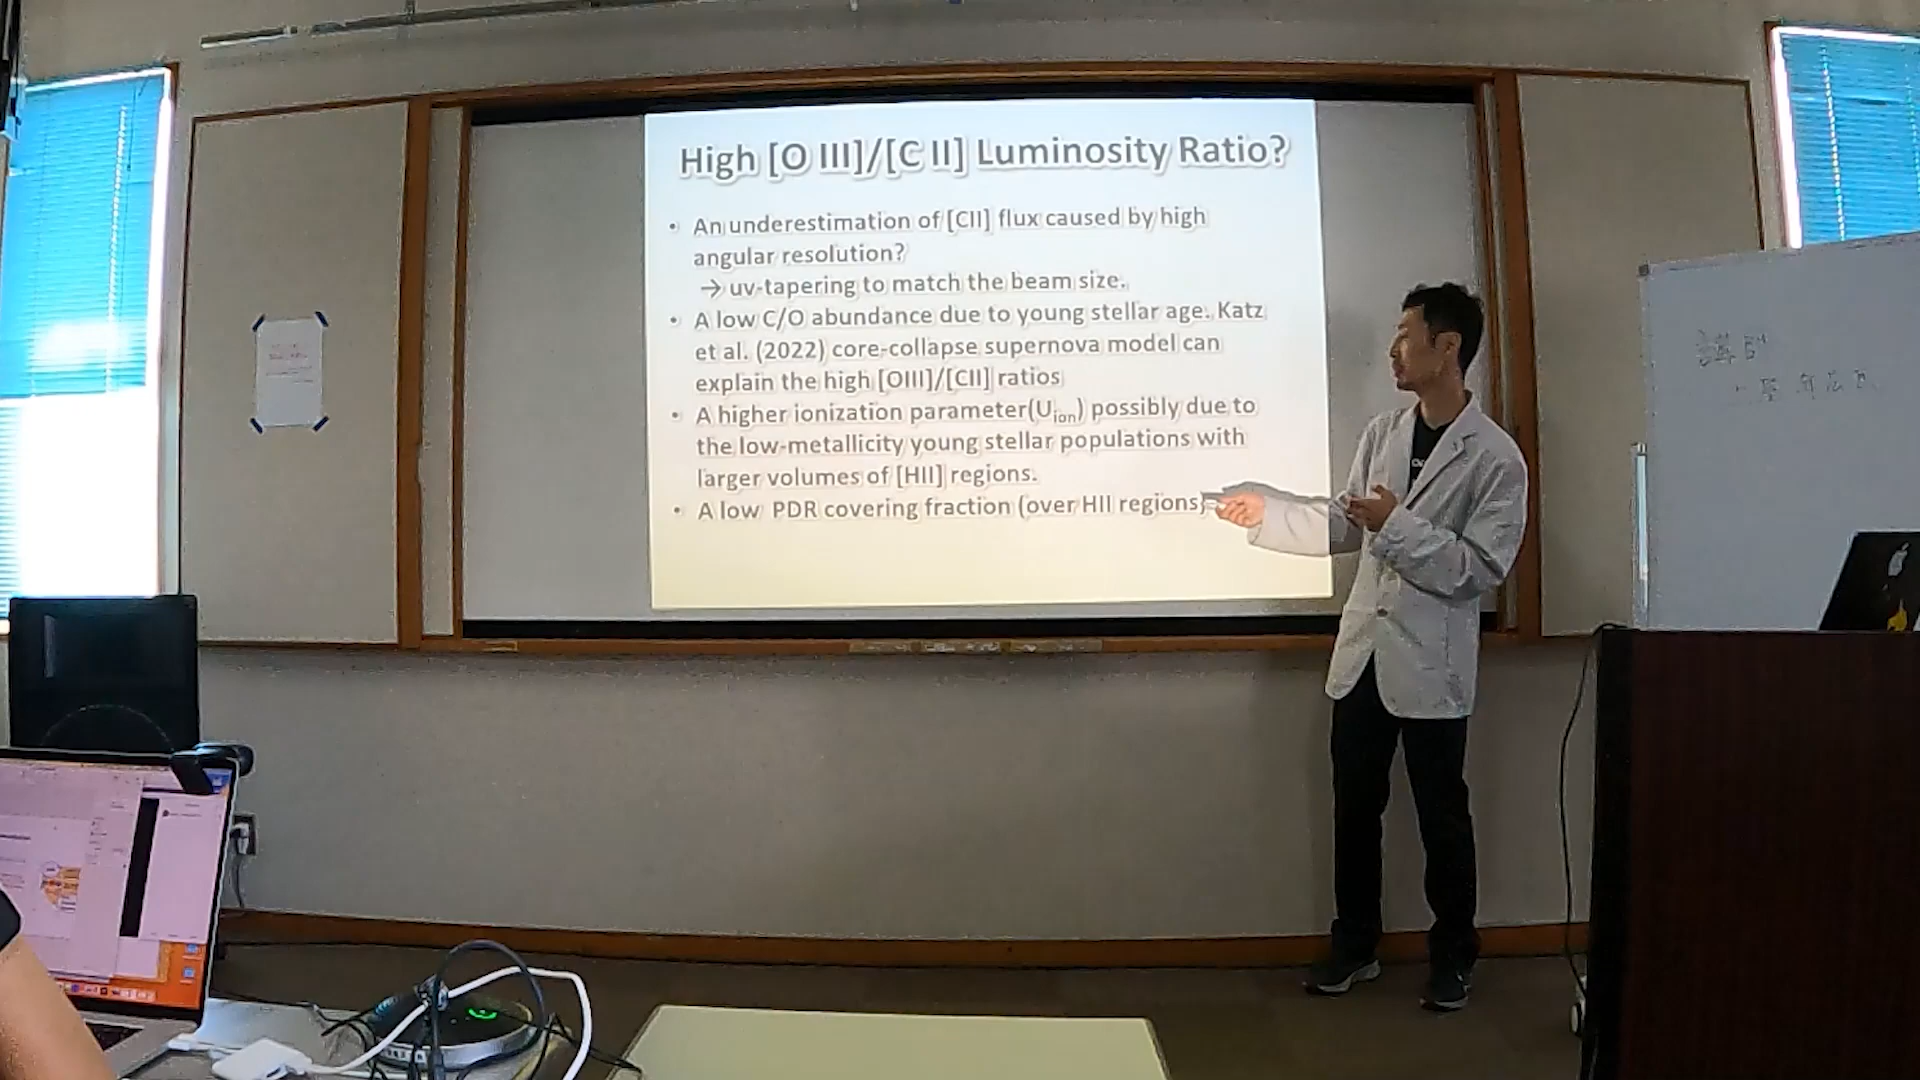 High [O III]/[C II] Luminosity Ratio?
• An underestimation of [CII] flux caused by high
angular resolution?
→ uv-tapering to match the beam size.
• A low C/O abundance due to young stellar age. Katz
et al. (2022) core-collapse supernova model can
explain the high [OIII]/[CII] ratios
• A higher ionization parameter(Uion) possibly due to
the low-metallicity young stellar populations with
larger volumes of [HII] regions.
• A low PDR covering fraction (over HII regions)